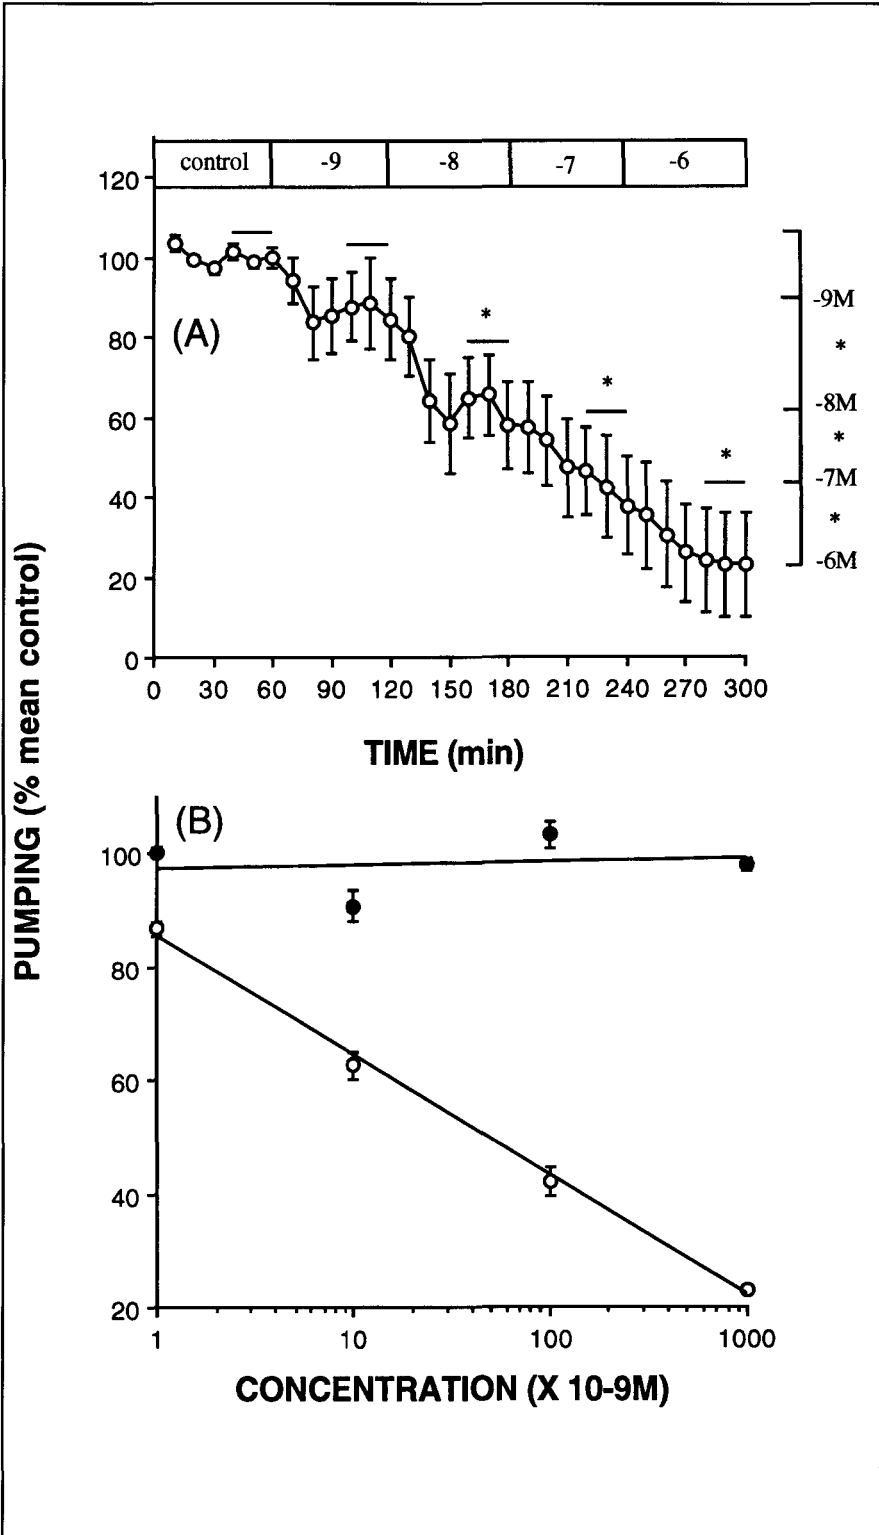 control -9 -8 -7 -6
120
100
80
60
40
20
0
(A)
*
*
*
-9M
*
-8M
*
-7M
*
-6M
0 30 60 90 120 150 180 210 240 270 300
TIME (min)
PUMPING (% mean control)
(B)
100
80
60
40
20
1 10 100 1000
CONCENTRATION (X 10-9M)